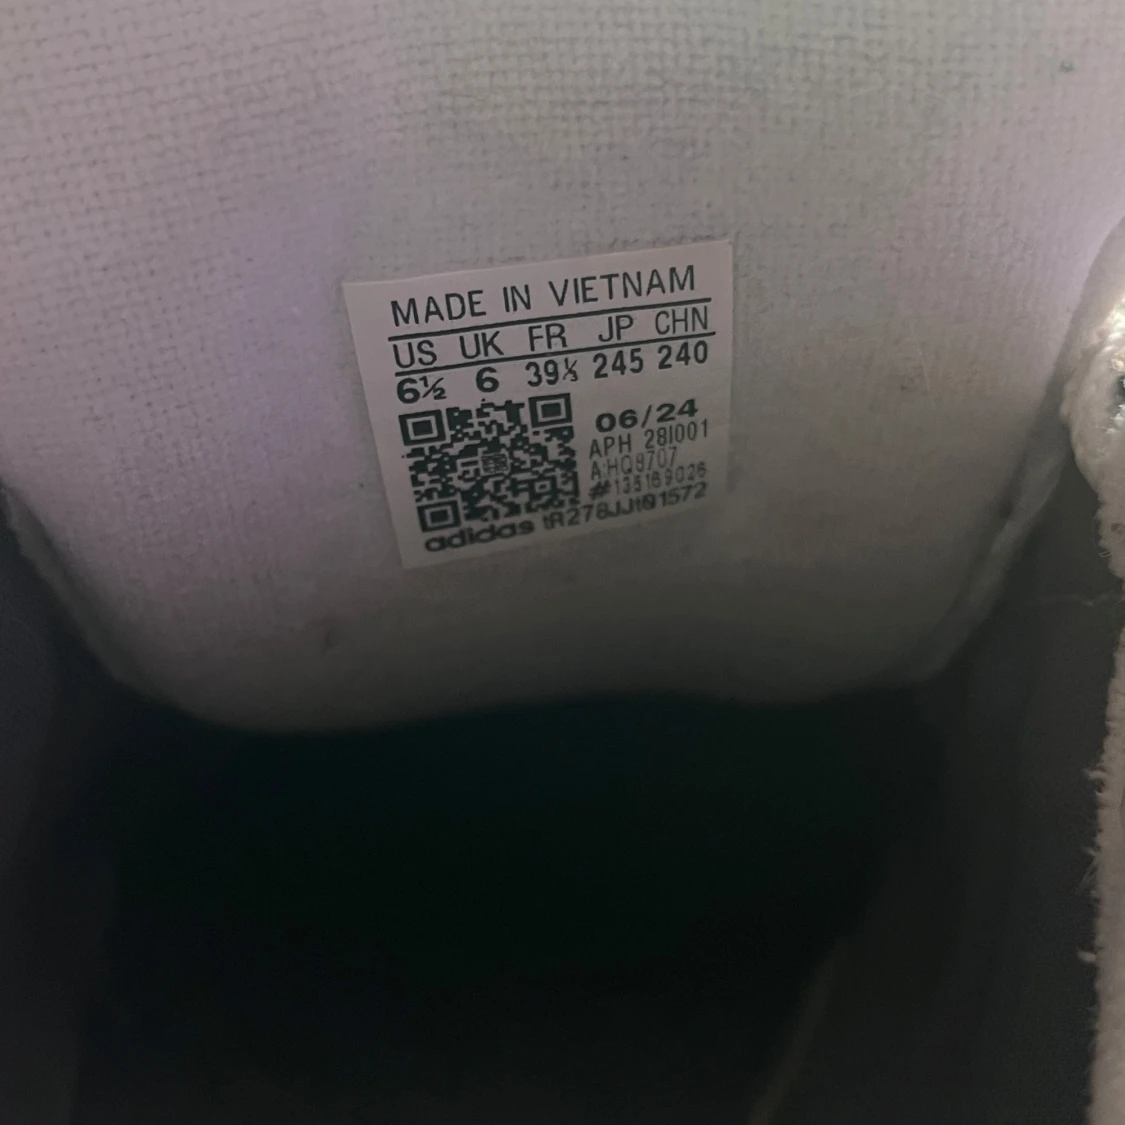 MADE IN VIETNAM
US UK FR JP CHN
6½ 6 39⅓ 245 240
06/24
APH 28I001
A:HQ8707
#135169026
adidas tR278JJt01572